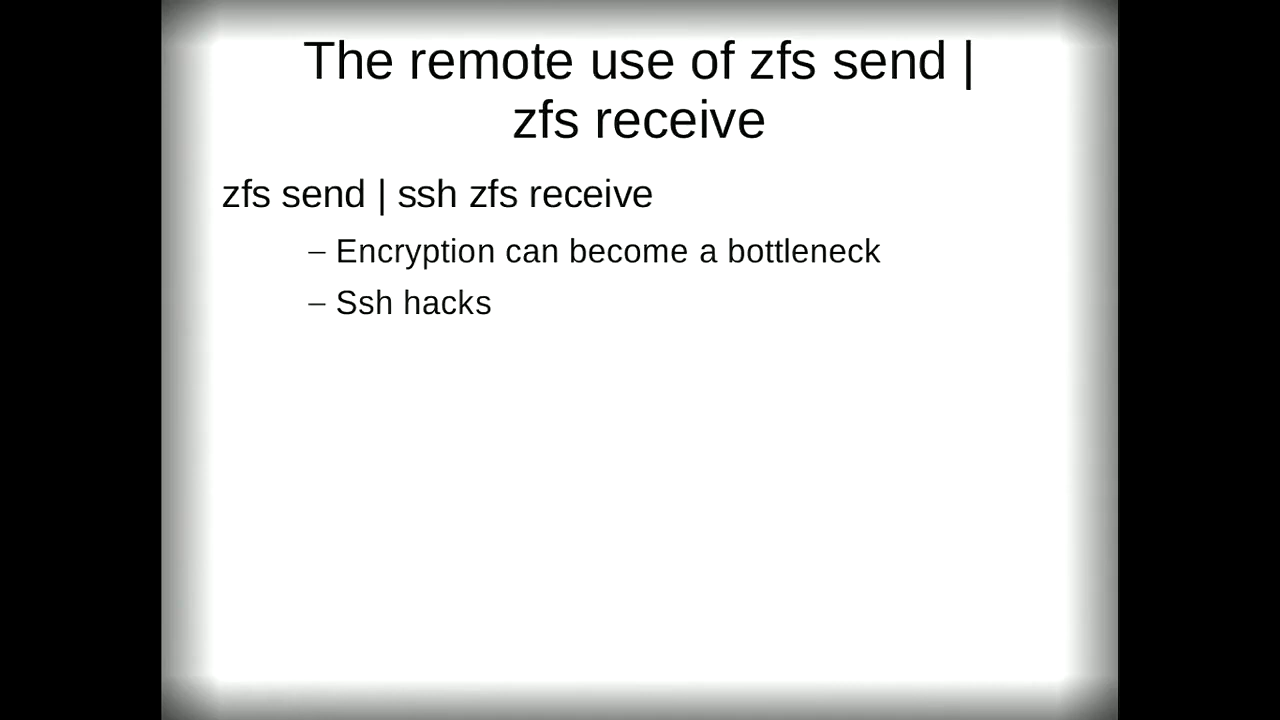 The remote use of zfs send |
zfs receive
zfs send | ssh zfs receive
– Encryption can become a bottleneck
– Ssh hacks